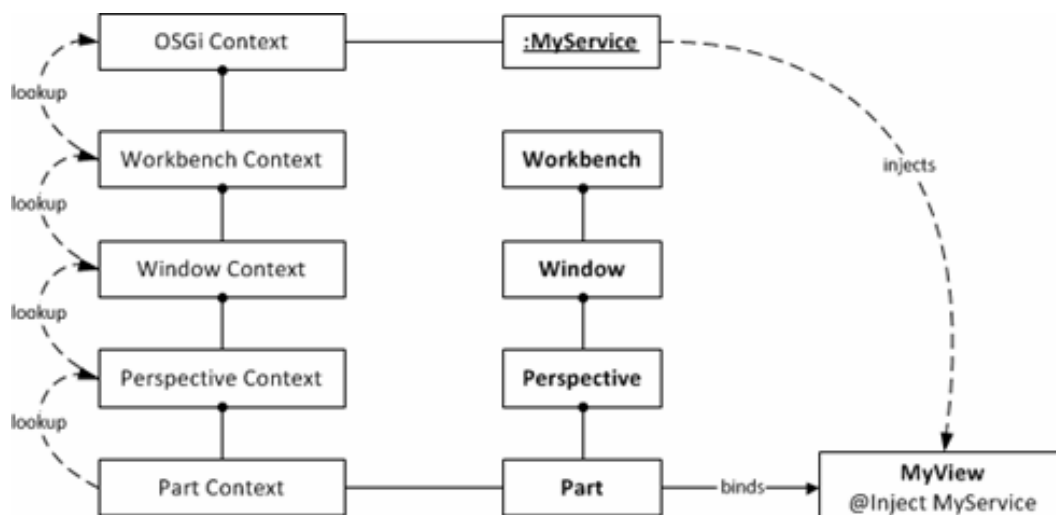 OSGi Context
:MyService
lookup
Workbench Context
Workbench
injects
lookup
Window Context
Window
lookup
Perspective Context
Perspective
lookup
Part Context
Part
binds
MyView
@Inject MyService